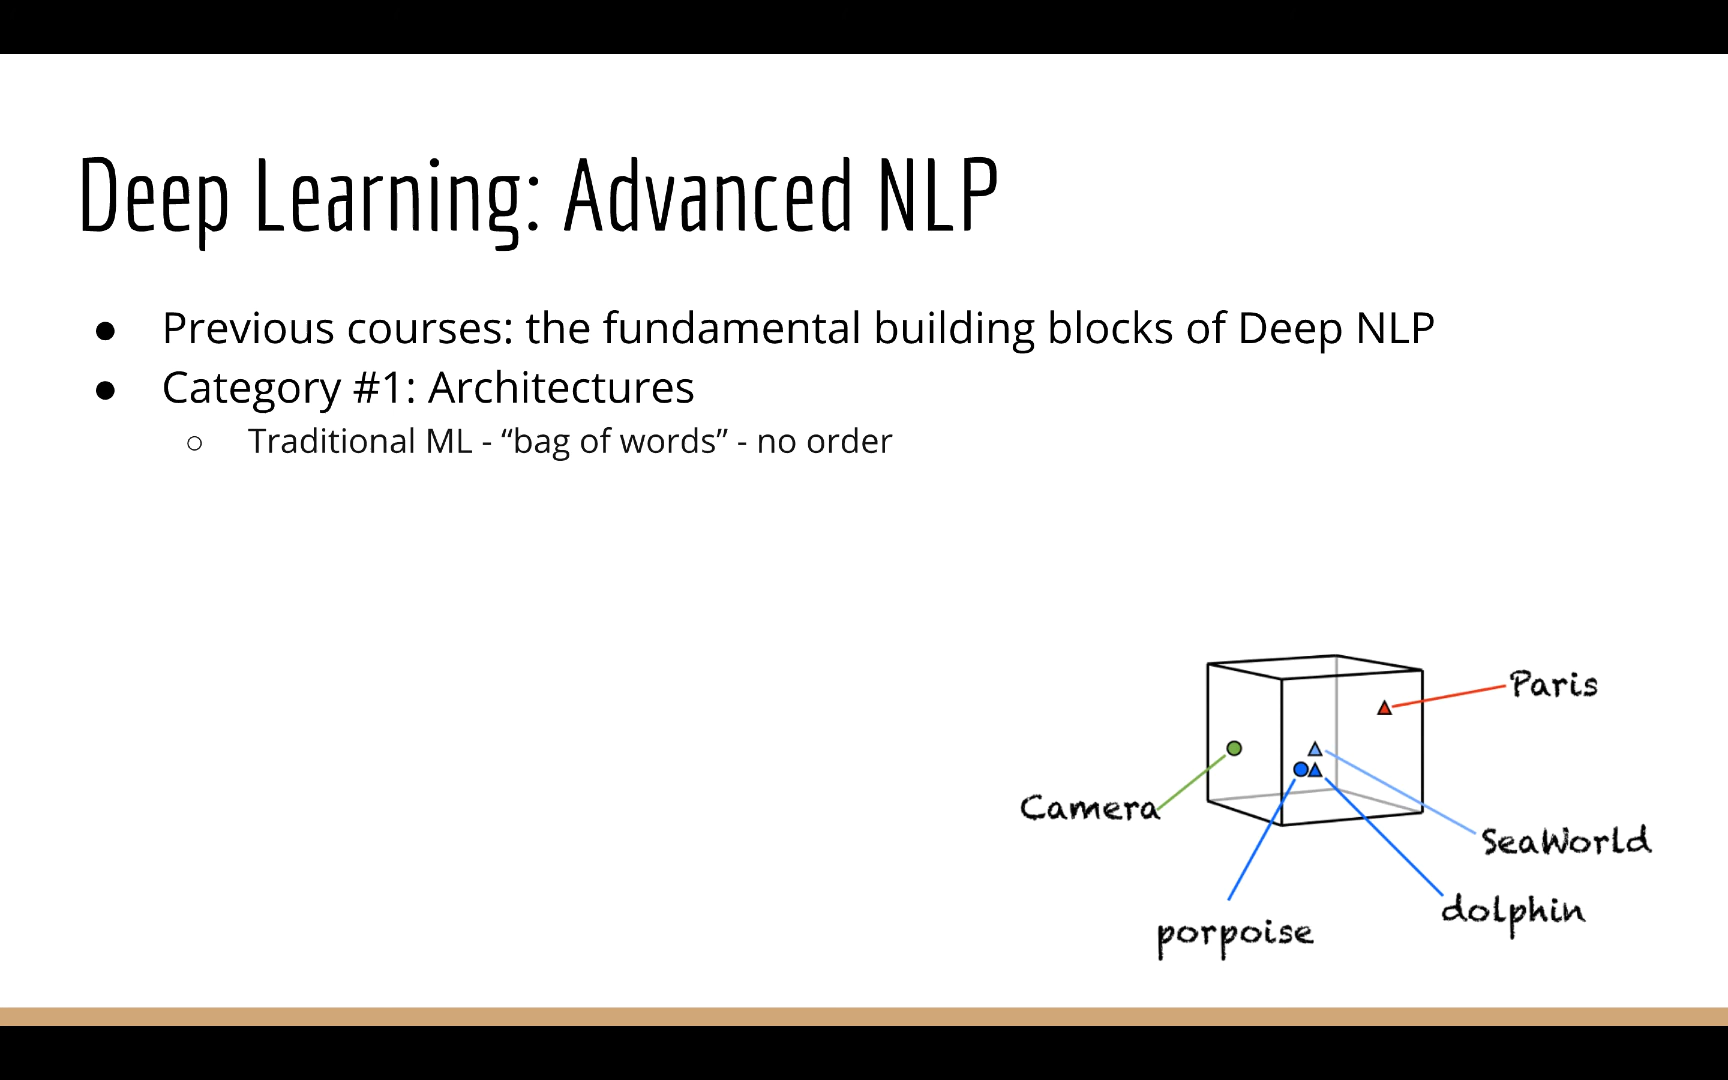 Deep Learning: Advanced NLP
● Previous courses: the fundamental building blocks of Deep NLP
● Category #1: Architectures
○ Traditional ML - “bag of words” - no order
Paris
Camera
SeaWorld
dolphin
porpoise